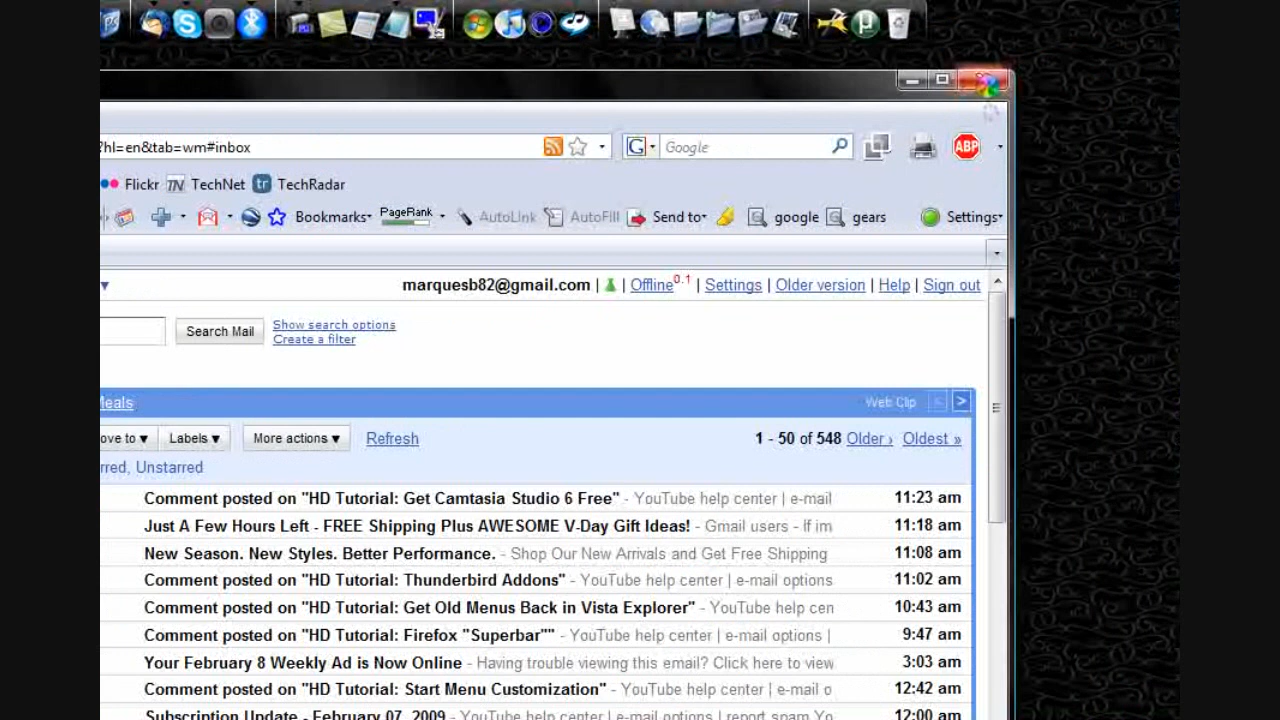 ?hl=en&tab=wm#inbox
G Google
ABP
Flickr TN TechNet tr TechRadar
Bookmarks PageRank AutoLink AutoFill Send to google gears Settings
marquesb82@gmail.com | | Offline 0.1 | Settings | Older version | Help | Sign out
Search Mail
Show search options
Create a filter
Meals
Web Clip < >
ove to Labels More actions Refresh 1 - 50 of 548 Older › Oldest »
rred, Unstarred
Comment posted on "HD Tutorial: Get Camtasia Studio 6 Free" - YouTube help center | e-mail 11:23 am
Just A Few Hours Left - FREE Shipping Plus AWESOME V-Day Gift Ideas! - Gmail users - If im 11:18 am
New Season. New Styles. Better Performance. - Shop Our New Arrivals and Get Free Shipping 11:08 am
Comment posted on "HD Tutorial: Thunderbird Addons" - YouTube help center | e-mail options 11:02 am
Comment posted on "HD Tutorial: Get Old Menus Back in Vista Explorer" - YouTube help cen 10:43 am
Comment posted on "HD Tutorial: Firefox "Superbar"" - YouTube help center | e-mail options | 9:47 am
Your February 8 Weekly Ad is Now Online - Having trouble viewing this email? Click here to view 3:03 am
Comment posted on "HD Tutorial: Start Menu Customization" - YouTube help center | e-mail o 12:42 am
Subscription Update - February 07, 2009 - YouTube help center | e-mail options | report spam Yo 12:00 am